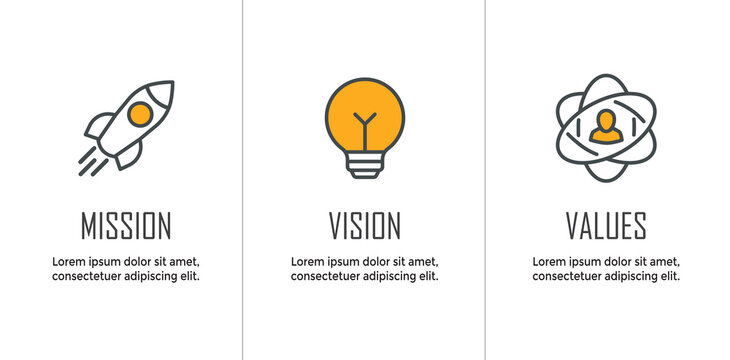 MISSION
Lorem ipsum dolor sit amet,
consectetuer adipiscing elit.
VISION
Lorem ipsum dolor sit amet,
consectetuer adipiscing elit.
VALUES
Lorem ipsum dolor sit amet,
consectetuer adipiscing elit.